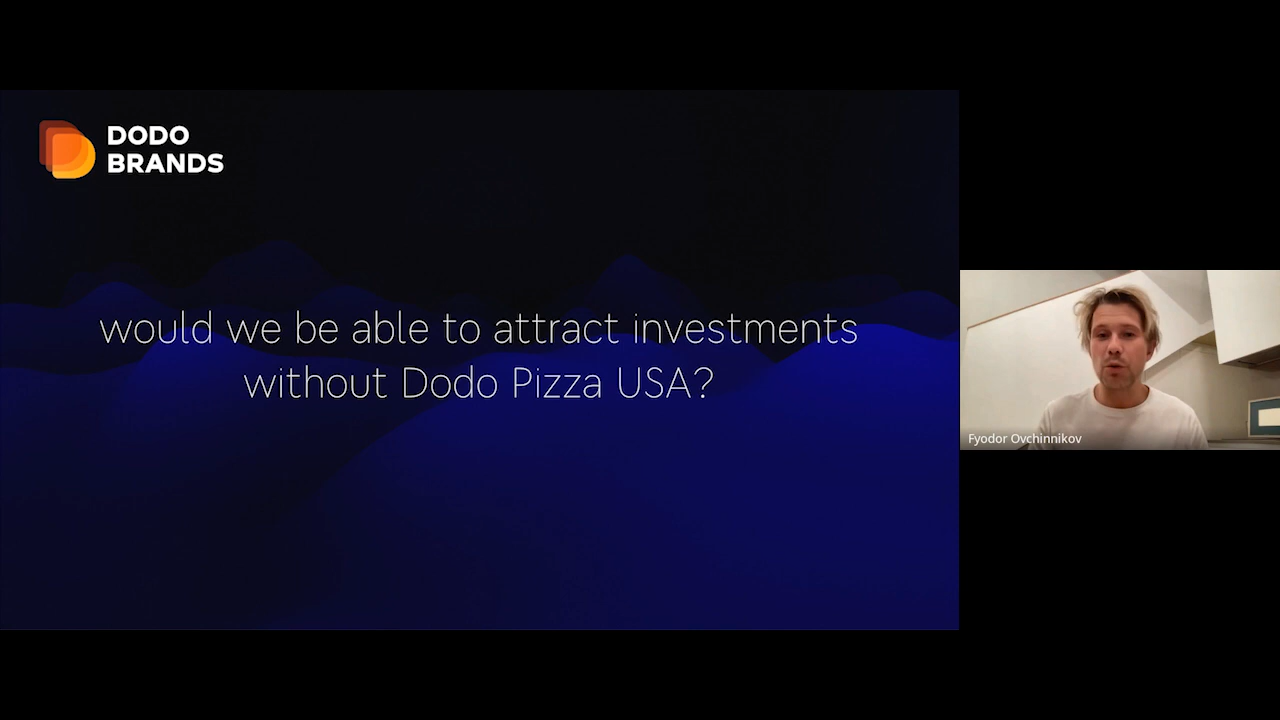 DODO
BRANDS
would we be able to attract investments
without Dodo Pizza USA?
Fyodor Ovchinnikov